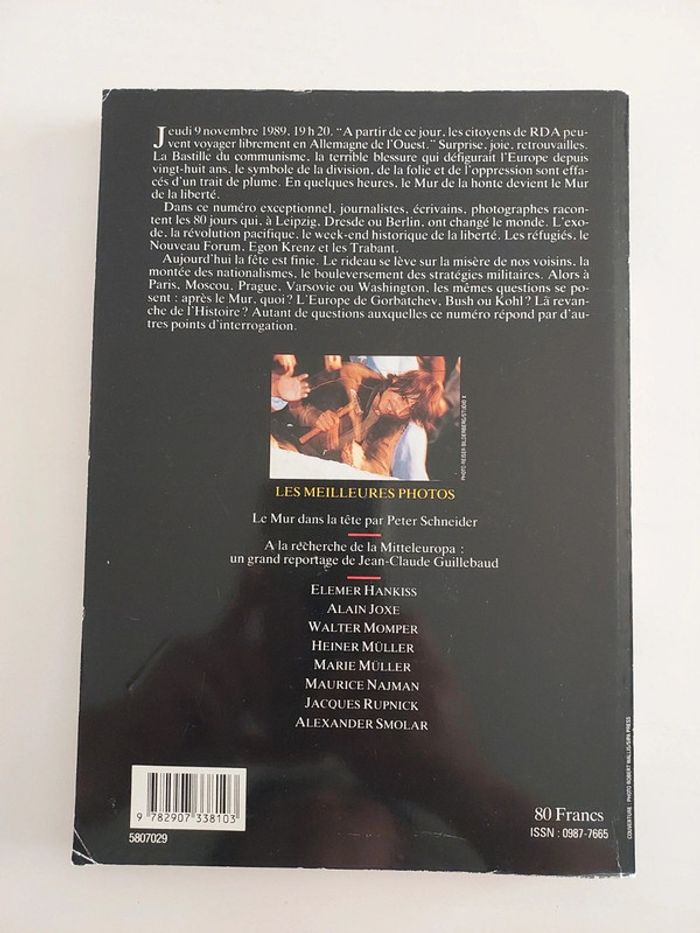 Jeudi 9 novembre 1989, 19 h 20. "A partir de ce jour, les citoyens de RDA peu-
vent voyager librement en Allemagne de l'Ouest." Surprise, joie, retrouvailles.
La Bastille du communisme, la terrible blessure qui défigurait l'Europe depuis
vingt-huit ans, le symbole de la division, de la folie et de l'oppression sont effa-
cés d'un trait de plume. En quelques heures, le Mur de la honte devient le Mur
de la liberté.
Dans ce numéro exceptionnel, journalistes, écrivains, photographes racon-
tent les 80 jours qui, à Leipzig, Dresde ou Berlin, ont changé le monde. L'exo-
de, la révolution pacifique, le week-end historique de la liberté. Les réfugiés, le
Nouveau Forum, Egon Krenz et les Trabant.
Aujourd'hui la fête est finie. Le rideau se lève sur la misère de nos voisins, la
montée des nationalismes, le bouleversement des stratégies militaires. Alors à
Paris, Moscou, Prague, Varsovie ou Washington, les mêmes questions se po-
sent : après le Mur, quoi ? L'Europe de Gorbatchev, Bush ou Kohl ? La revan-
che de l'Histoire ? Autant de questions auxquelles ce numéro répond par d'au-
tres points d'interrogation.
PHOTO REISER-BILDERBERG/STUDIO X
LES MEILLEURES PHOTOS
Le Mur dans la tête par Peter Schneider
A la recherche de la Mitteleuropa :
un grand reportage de Jean-Claude Guillebaud
ELEMER HANKISS
ALAIN JOXE
WALTER MOMPER
HEINER MÜLLER
MARIE MÜLLER
MAURICE NAJMAN
JACQUES RUPNICK
ALEXANDER SMOLAR
9 782907 338103
5807029
80 Francs
ISSN : 0987-7665
COUVERTURE : PHOTO ROBERT WALLIS/SIPA PRESS